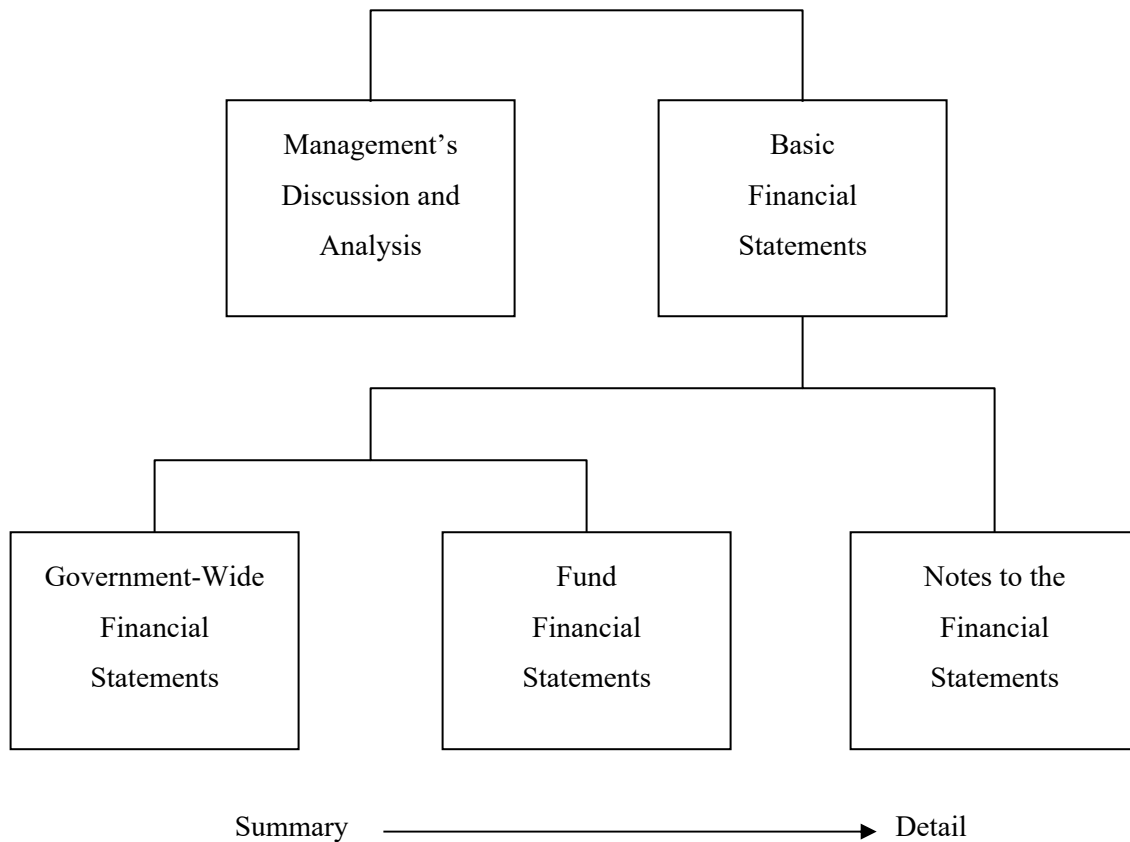 Management’s
Discussion and
Analysis
Basic
Financial
Statements
Government-Wide
Financial
Statements
Fund
Financial
Statements
Notes to the
Financial
Statements
Summary
Detail